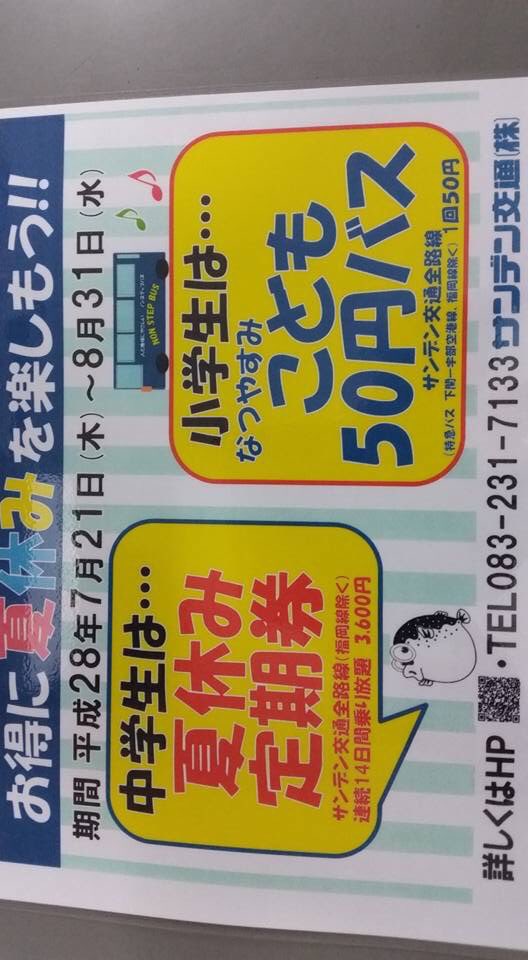 お得に夏休みを楽しもう!!
期間 平成28年7月21日(木)〜8月31日(水)
中学生は…
夏休み
定期券
サンデン交通全路線(福岡線除く)
連続14日間乗り放題 3,600円
NON STEP BUS
小学生は…
なつやすみ
こども
50円バス
サンデン交通全路線
(特急バス 下関ー宇部空港線、福岡線除く) 1回50円
詳しくはHP ・TEL083-231-7133 サンデン交通(株)